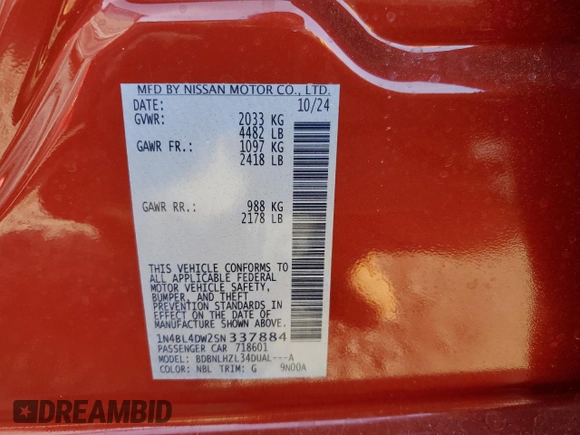 MFD BY NISSAN MOTOR CO., LTD.
DATE: 10/24
GVWR: 2033 KG
4482 LB
GAWR FR.: 1097 KG
2418 LB
GAWR RR.: 988 KG
2178 LB
THIS VEHICLE CONFORMS TO
ALL APPLICABLE FEDERAL
MOTOR VEHICLE SAFETY,
BUMPER, AND THEFT
PREVENTION STANDARDS IN
EFFECT ON THE DATE OF
MANUFACTURE SHOWN ABOVE.
1N4BL4DW2SN337884
PASSENGER CAR 718601
MODEL: BDBNLHZL34DUAL---A
COLOR: NBL TRIM: G 9N00A
DREAMBID